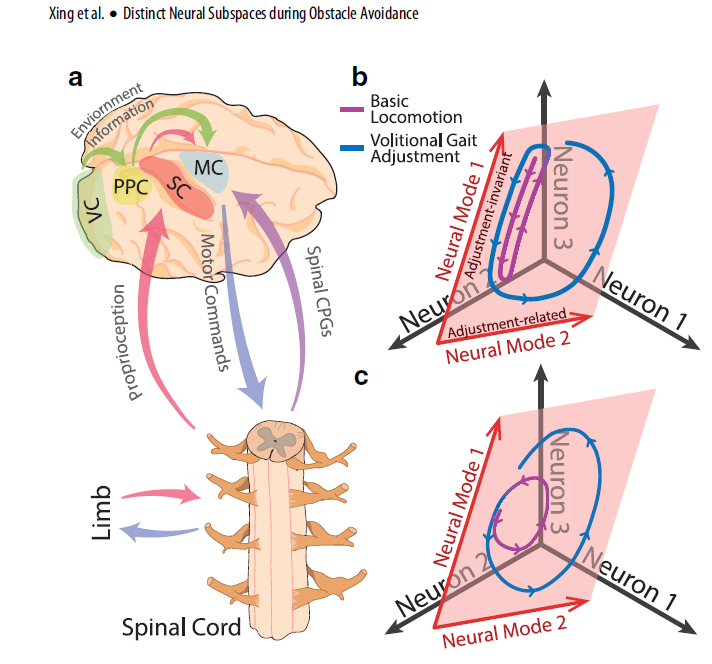 Xing et al. • Distinct Neural Subspaces during Obstacle Avoidance
a
Enviornment
Information
VC
PPC
SC
MC
Proprioception
Motor Commands
Spinal CPGs
Limb
Spinal Cord
b
Basic
Locomotion
Volitional Gait
Adjustment
Neural Mode 1
Adjustment-invariant
Neuron 3
Neuron 2
Neuron 1
Adjustment-related
Neural Mode 2
c
Neural Mode 1
Neuron 3
Neuron 2
Neuron 1
Neural Mode 2